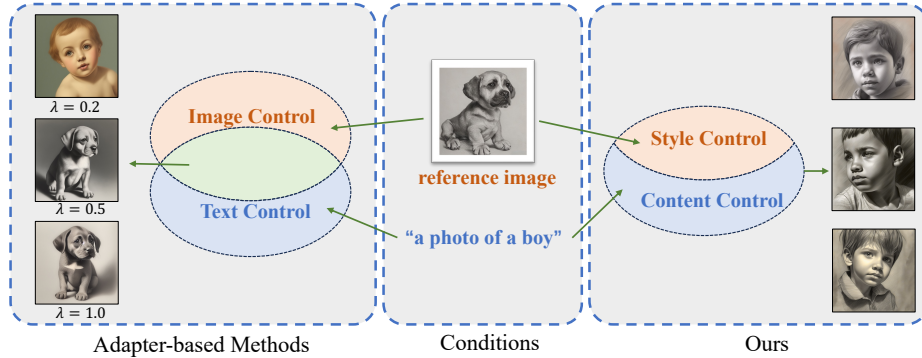 λ = 0.2
λ = 0.5
λ = 1.0
Image Control
Text Control
Adapter-based Methods
reference image
“a photo of a boy”
Conditions
Style Control
Content Control
Ours